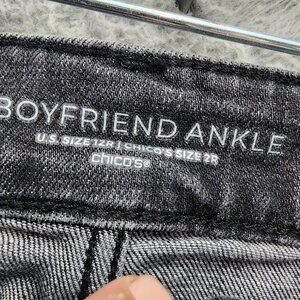 BOYFRIEND ANKLE
U.S. SIZE 12R | CHICO'S SIZE 2R
chico's®